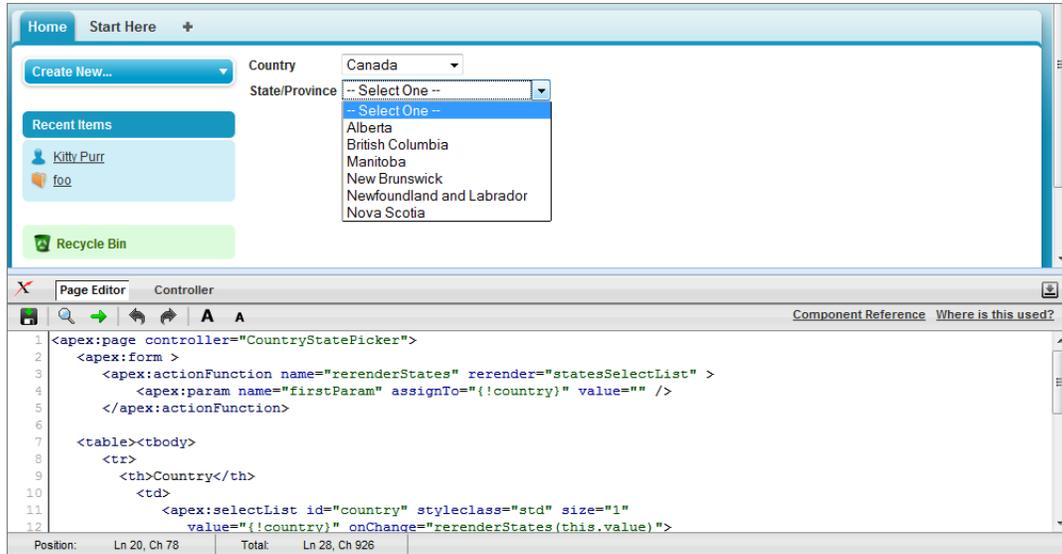 Home Start Here +
Create New...
Country Canada
State/Province -- Select One --
-- Select One --
Alberta
British Columbia
Manitoba
New Brunswick
Newfoundland and Labrador
Nova Scotia
Recent Items
Kitty Purr
foo
Recycle Bin
Page Editor Controller
A A Component Reference Where is this used?
1 <apex:page controller="CountryStatePicker">
2 <apex:form >
3 <apex:actionFunction name="rerenderStates" rerender="statesSelectList" >
4 <apex:param name="firstParam" assignTo="{!country}" value="" />
5 </apex:actionFunction>
6
7 <table><tbody>
8 <tr>
9 <th>Country</th>
10 <td>
11 <apex:selectList id="country" styleclass="std" size="1"
12 value="{!country}" onChange="rerenderStates(this.value)">
Position: Ln 20, Ch 78 Total: Ln 28, Ch 926